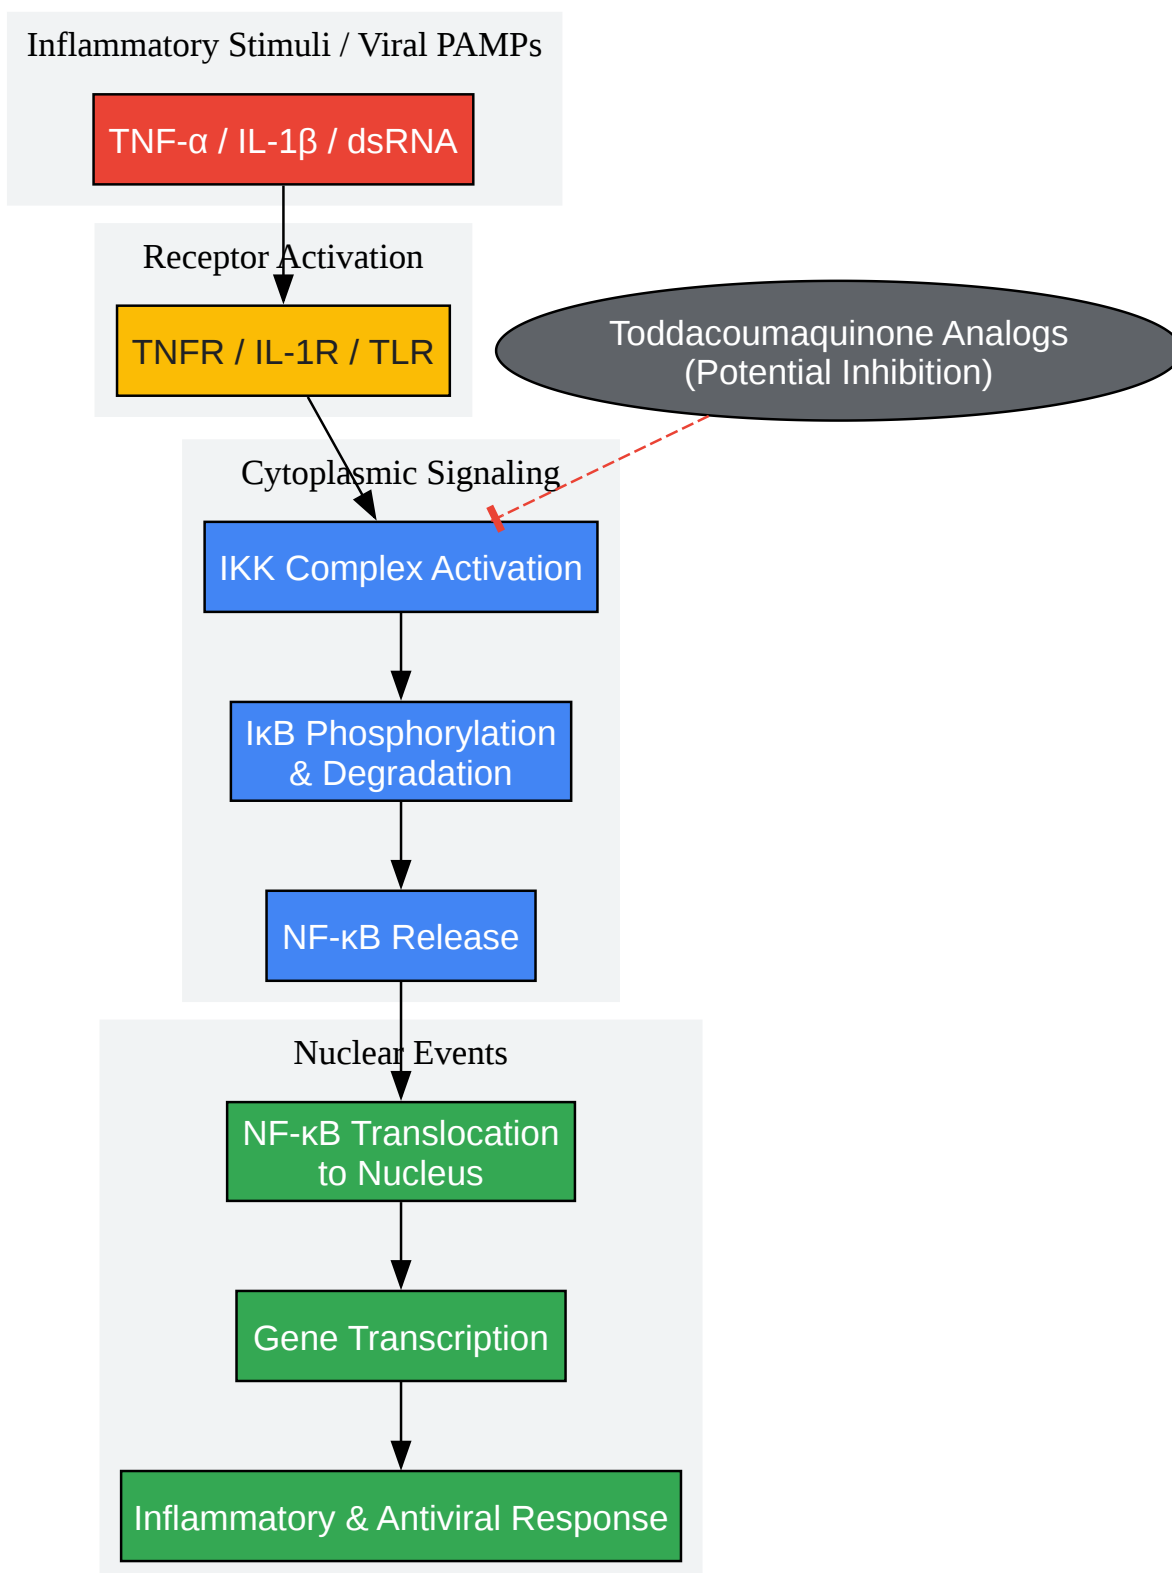 Inflammatory Stimuli / Viral PAMPs
TNF-α / IL-1β / dsRNA
Receptor Activation
TNFR / IL-1R / TLR
Toddacoumaquinone Analogs
(Potential Inhibition)
Cytoplasmic Signaling
IKK Complex Activation
IκB Phosphorylation
& Degradation
NF-κB Release
Nuclear Events
NF-κB Translocation
to Nucleus
Gene Transcription
Inflammatory & Antiviral Response